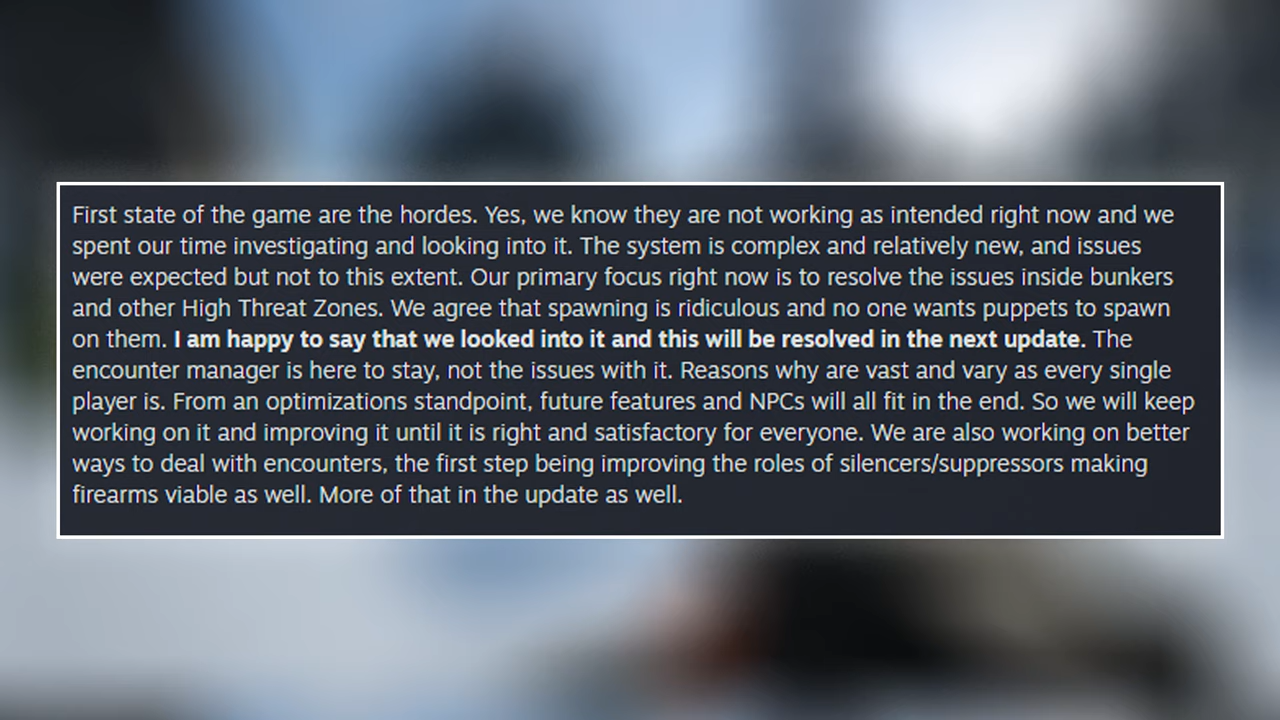 First state of the game are the hordes. Yes, we know they are not working as intended right now and we
spent our time investigating and looking into it. The system is complex and relatively new, and issues
were expected but not to this extent. Our primary focus right now is to resolve the issues inside bunkers
and other High Threat Zones. We agree that spawning is ridiculous and no one wants puppets to spawn
on them. I am happy to say that we looked into it and this will be resolved in the next update. The
encounter manager is here to stay, not the issues with it. Reasons why are vast and vary as every single
player is. From an optimizations standpoint, future features and NPCs will all fit in the end. So we will keep
working on it and improving it until it is right and satisfactory for everyone. We are also working on better
ways to deal with encounters, the first step being improving the roles of silencers/suppressors making
firearms viable as well. More of that in the update as well.